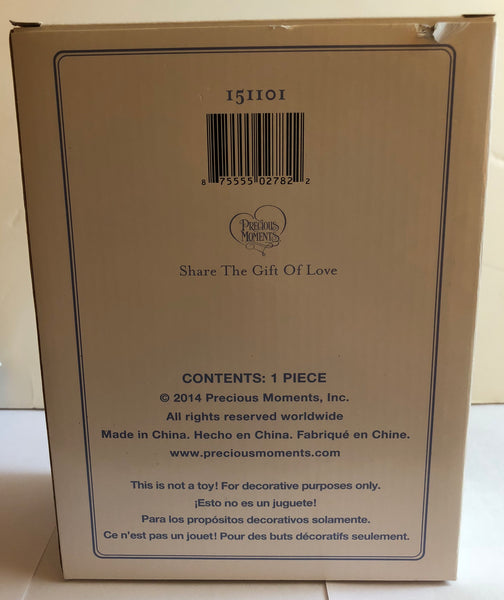 151101
8 75555 02782 2
PRECIOUS
MOMENTS
Share The Gift Of Love
CONTENTS: 1 PIECE
© 2014 Precious Moments, Inc.
All rights reserved worldwide
Made in China. Hecho en China. Fabriqué en Chine.
www.preciousmoments.com
This is not a toy! For decorative purposes only.
¡Esto no es un juguete!
Para los propósitos decorativos solamente.
Ce n'est pas un jouet! Pour des buts décoratifs seulement.